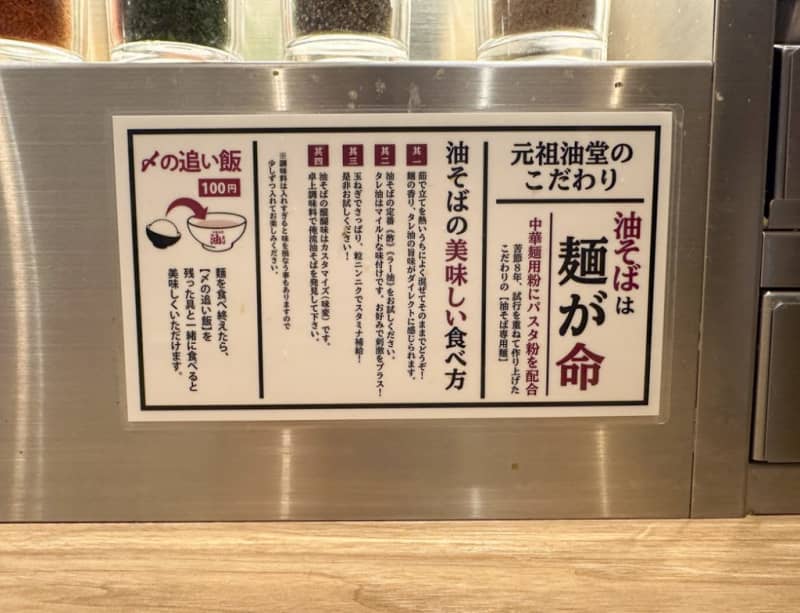 元祖油堂の
こだわり
油そばは
麺が命
中華麺用粉にパスタ粉を配合
苦節8年、試行を重ねて作り上げた
こだわりの【油そば専用麺】
油そばの美味しい食べ方
其一
茹で立てを熱いうちによく混ぜてそのままでどうぞ!
麺の香り、タレ油の旨味がダイレクトに感じられます。
其二
油そばの定番《酢》《ラー油》をお試しください。
タレ油はマイルドな味付けです。お好みで刺激をプラス!
其三
玉ねぎでさっぱり、粒ニンニクでスタミナ補給!
是非お試しください!
其四
油そばの醍醐味はカスタマイズ(味変)です。
卓上調味料で俺流油そばを発見して下さい。
※調味料は入れすぎると味を損なう事もありますので
少しずつ入れてお楽しみください。
〆の追い飯
100円
油
麺を食べ終えたら、
《〆の追い飯》を
残った具と一緒に食べると
美味しくいただけます。